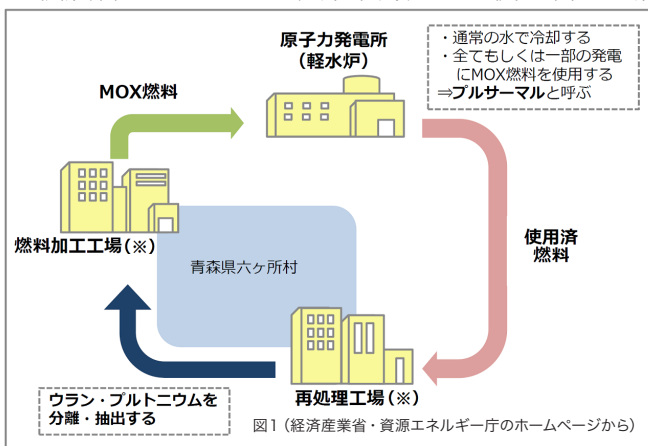 原子力発電所
（軽水炉）
・通常の水で冷却する
・全てもしくは一部の発電
にMOX燃料を使用する
⇒プルサーマルと呼ぶ
MOX燃料
燃料加工工場（※）
青森県六ヶ所村
使用済
燃料
ウラン・プルトニウムを
分離・抽出する
再処理工場（※）
図1（経済産業省・資源エネルギー庁のホームページから）